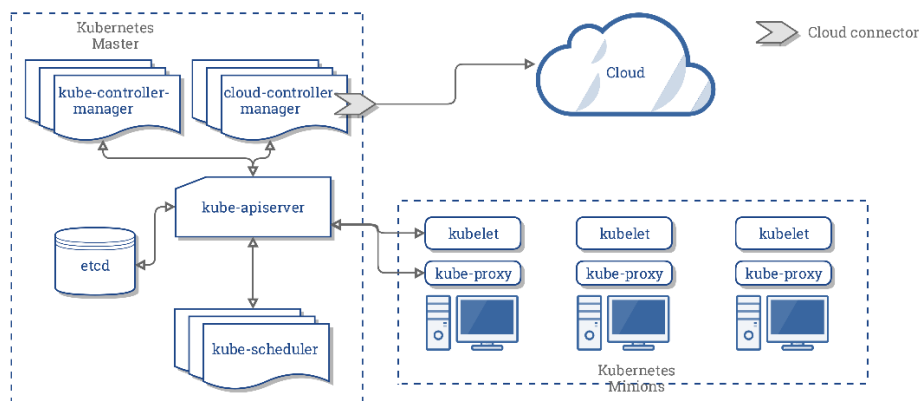 Kubernetes
Master
kube-controller-
manager
cloud-controller
manager
Cloud
Cloud connector
kube-apiserver
etcd
kube-scheduler
kubelet
kubelet
kubelet
kube-proxy
kube-proxy
kube-proxy
Kubernetes
Minions